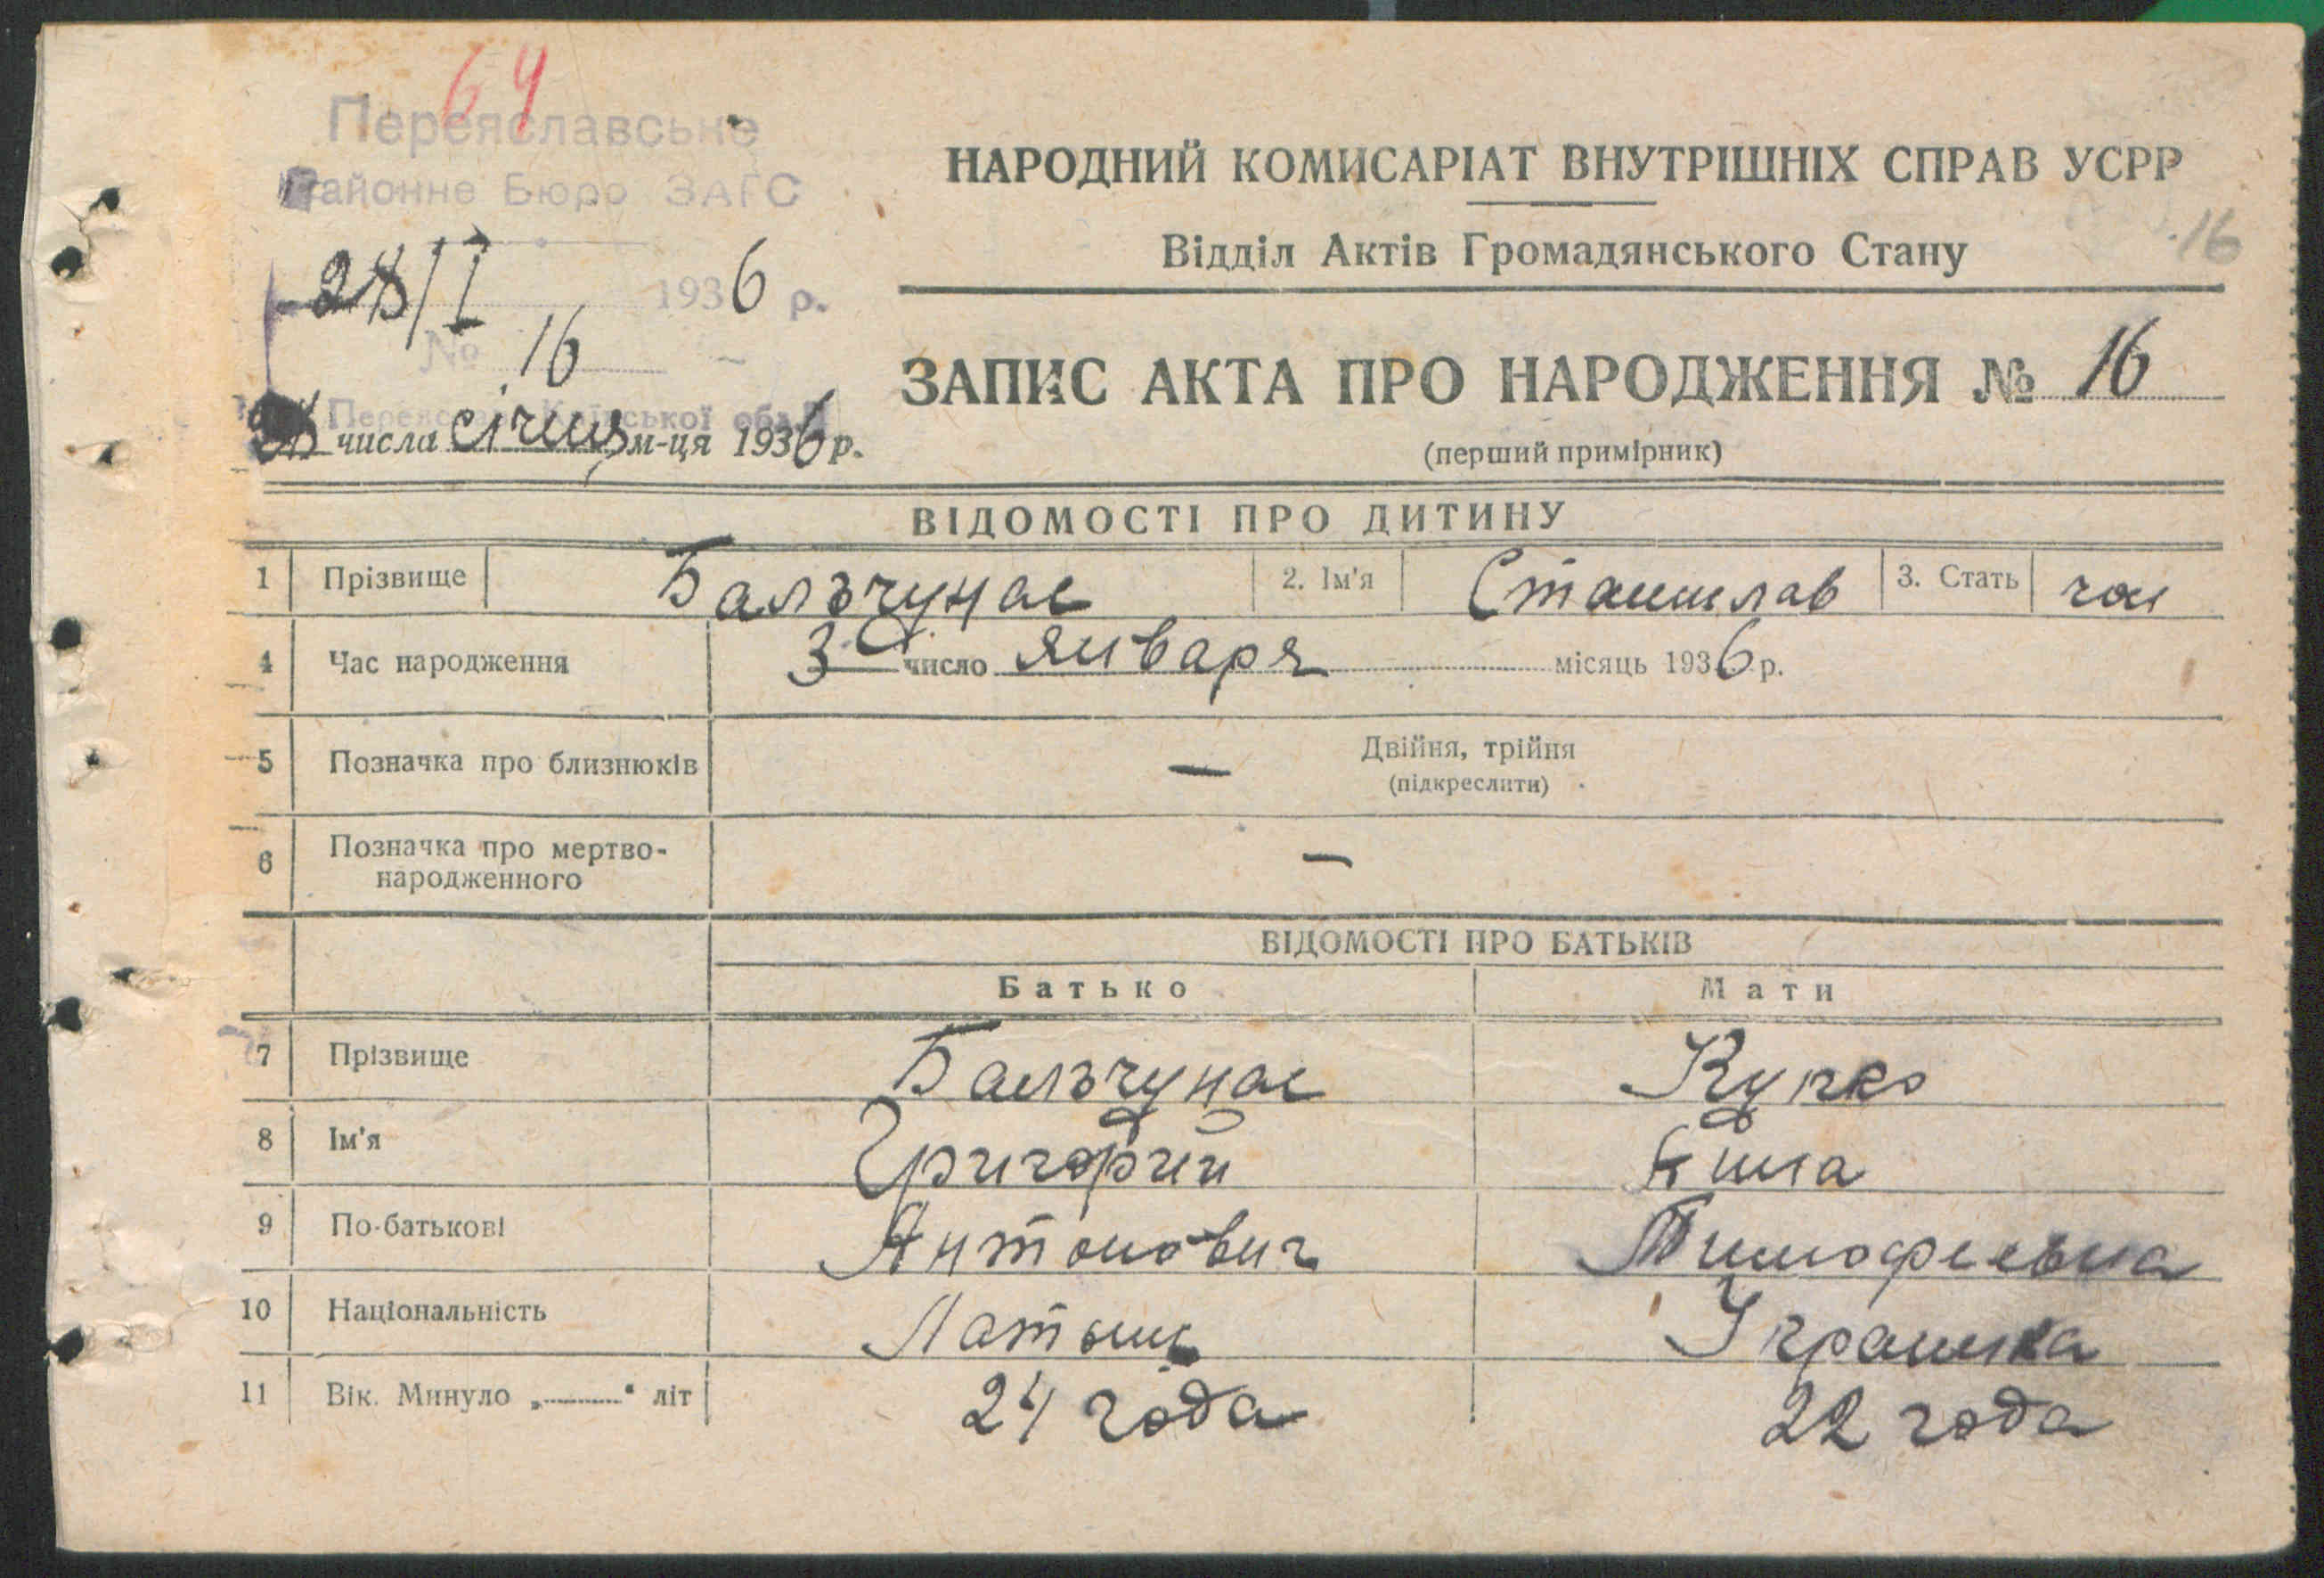 64
Переяславське
Районне Бюро ЗАГС
28/I 1936 р.
№ 16
28 числа січня м-ця 1936 р.
НАРОДНИЙ КОМИСАРІАТ ВНУТРІШНІХ СПРАВ УСРР
Відділ Актів Громадянського Стану
16
ЗАПИС АКТА ПРО НАРОДЖЕННЯ № 16
(перший примірник)
ВІДОМОСТІ ПРО ДИТИНУ
1 Прізвище Бальчунас 2. Ім'я Станислав 3. Стать чол
4 Час народження 3 число января місяць 1936 р.
5 Позначка про близнюків — Двійня, трійня
(підкреслити)
6 Позначка про мертво-
народженного —
ВІДОМОСТІ ПРО БАТЬКІВ
Батько Мати
7 Прізвище Бальчунас
8 Ім'я Григорий
9 По-батькові Антонович Тимофеевна
10 Національність Латыш Украинка
11 Вік. Минуло „......“ літ 24 года 22 года